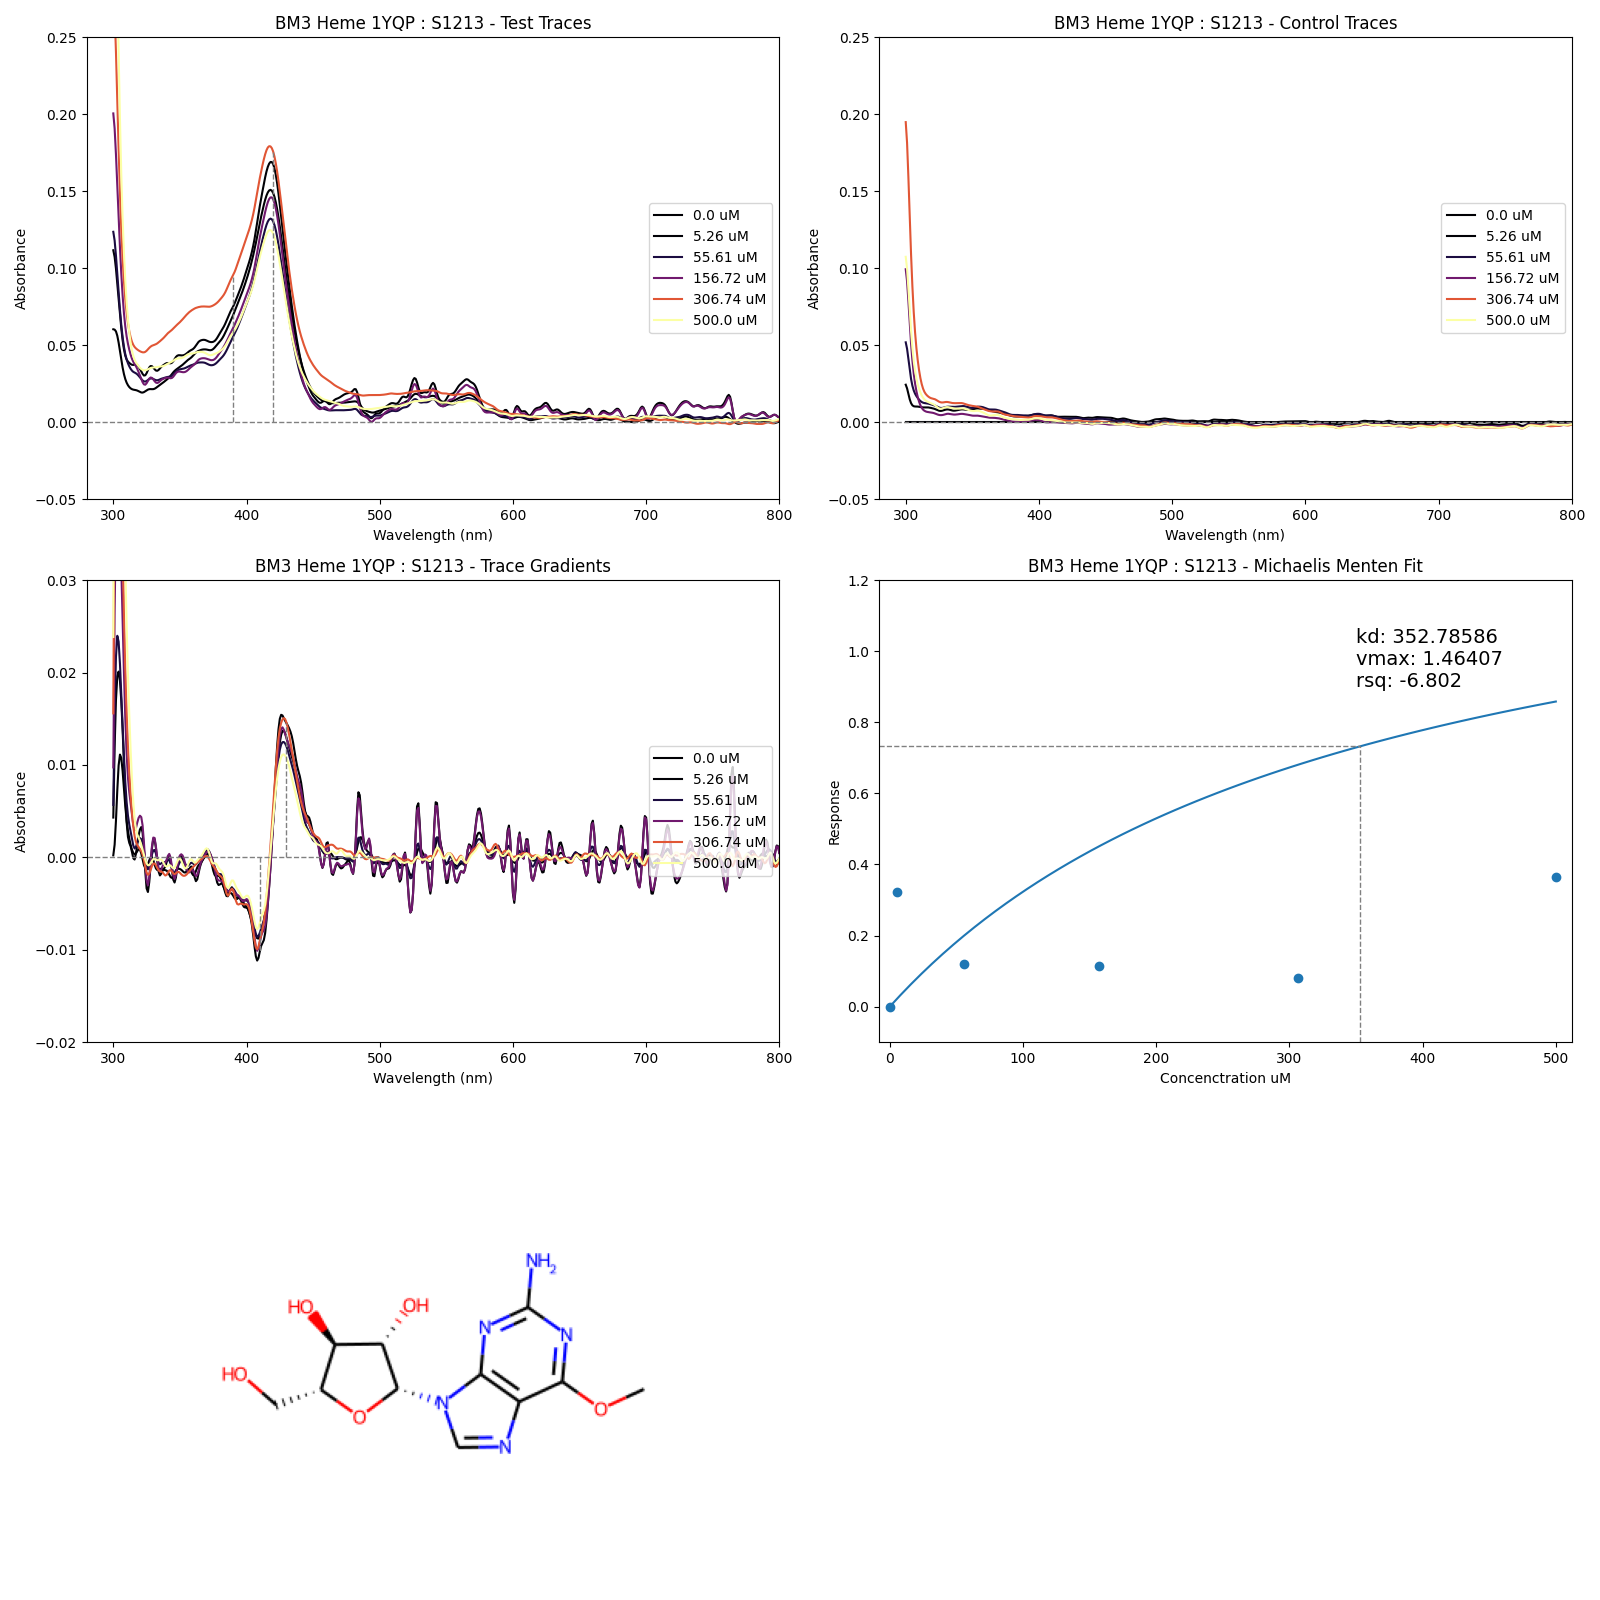 BM3 Heme 1YQP : S1213 - Test Traces
Absorbance
0.25
0.20
0.15
0.10
0.05
0.00
−0.05
300 400 500 600 700 800
Wavelength (nm)
0.0 uM
5.26 uM
55.61 uM
156.72 uM
306.74 uM
500.0 uM
BM3 Heme 1YQP : S1213 - Control Traces
Absorbance
0.25
0.20
0.15
0.10
0.05
0.00
−0.05
300 400 500 600 700 800
Wavelength (nm)
0.0 uM
5.26 uM
55.61 uM
156.72 uM
306.74 uM
500.0 uM
BM3 Heme 1YQP : S1213 - Trace Gradients
Absorbance
0.03
0.02
0.01
0.00
−0.01
−0.02
300 400 500 600 700 800
Wavelength (nm)
0.0 uM
5.26 uM
55.61 uM
156.72 uM
306.74 uM
500.0 uM
BM3 Heme 1YQP : S1213 - Michaelis Menten Fit
Response
1.2
1.0
0.8
0.6
0.4
0.2
0.0
0 100 200 300 400 500
Concenctration uM
kd: 352.78586
vmax: 1.46407
rsq: -6.802
NH2
HO
OH
N
N
HO
N
O
O
N